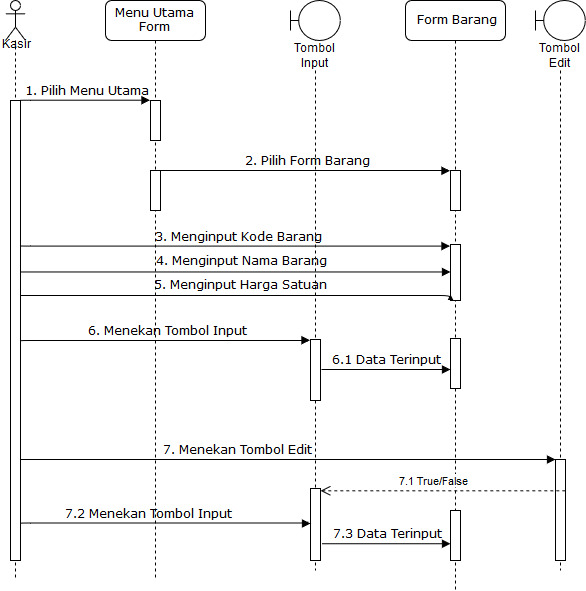 Menu Utama
Form
Form Barang
Kasir
Tombol
Input
Tombol
Edit
1. Pilih Menu Utama
2. Pilih Form Barang
3. Menginput Kode Barang
4. Menginput Nama Barang
5. Menginput Harga Satuan
6. Menekan Tombol Input
6.1 Data Terinput
7. Menekan Tombol Edit
7.1 True/False
7.2 Menekan Tombol Input
7.3 Data Terinput